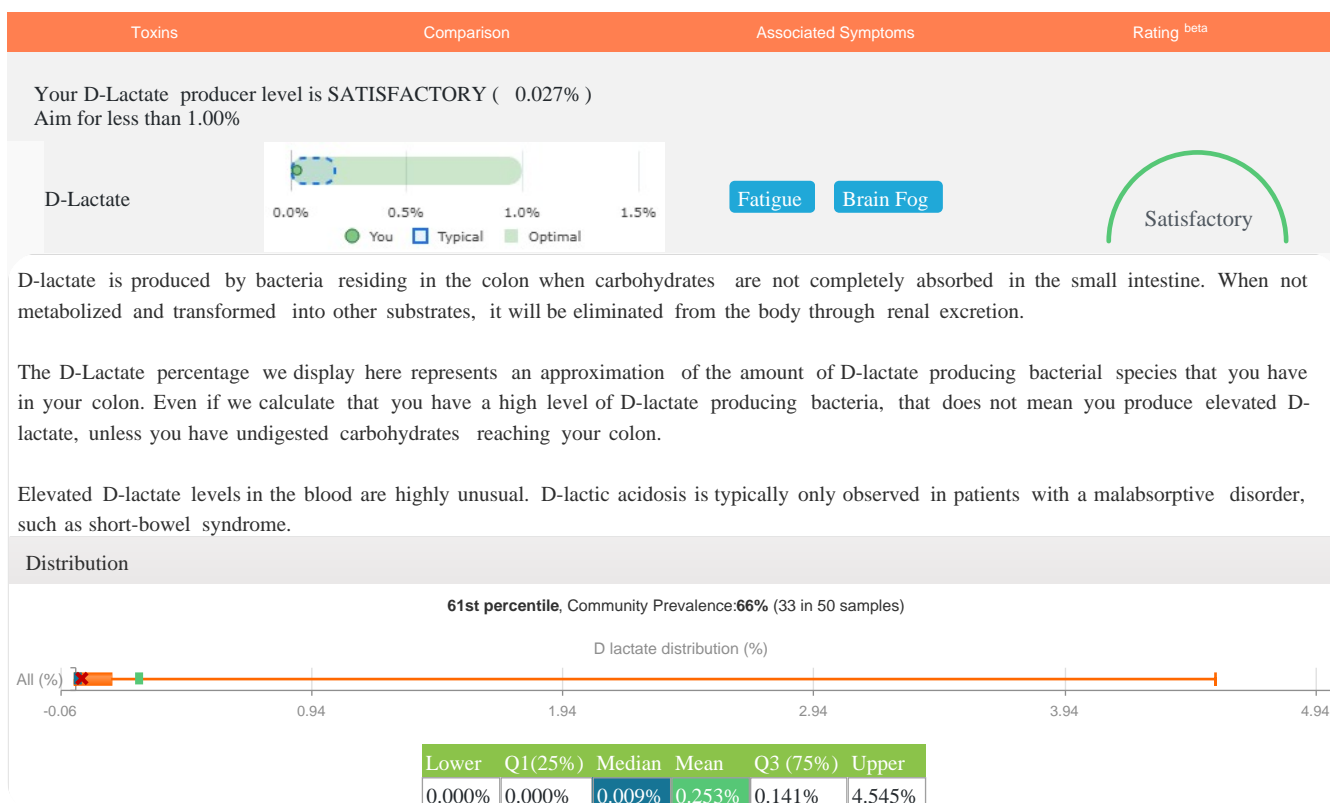 Toxins Comparison Associated Symptoms Rating beta
Your D-Lactate producer level is SATISFACTORY ( 0.027% )
Aim for less than 1.00%
D-Lactate
0.0% 0.5% 1.0% 1.5%
You Typical Optimal
Fatigue Brain Fog
Satisfactory
D-lactate is produced by bacteria residing in the colon when carbohydrates are not completely absorbed in the small intestine. When not
metabolized and transformed into other substrates, it will be eliminated from the body through renal excretion.
The D-Lactate percentage we display here represents an approximation of the amount of D-lactate producing bacterial species that you have
in your colon. Even if we calculate that you have a high level of D-lactate producing bacteria, that does not mean you produce elevated D-
lactate, unless you have undigested carbohydrates reaching your colon.
Elevated D-lactate levels in the blood are highly unusual. D-lactic acidosis is typically only observed in patients with a malabsorptive disorder,
such as short-bowel syndrome.
Distribution
61st percentile, Community Prevalence:66% (33 in 50 samples)
D lactate distribution (%)
All (%)
-0.06 0.94 1.94 2.94 3.94 4.94
Lower Q1(25%) Median Mean Q3 (75%) Upper
0.000% 0.000% 0.009% 0.253% 0.141% 4.545%